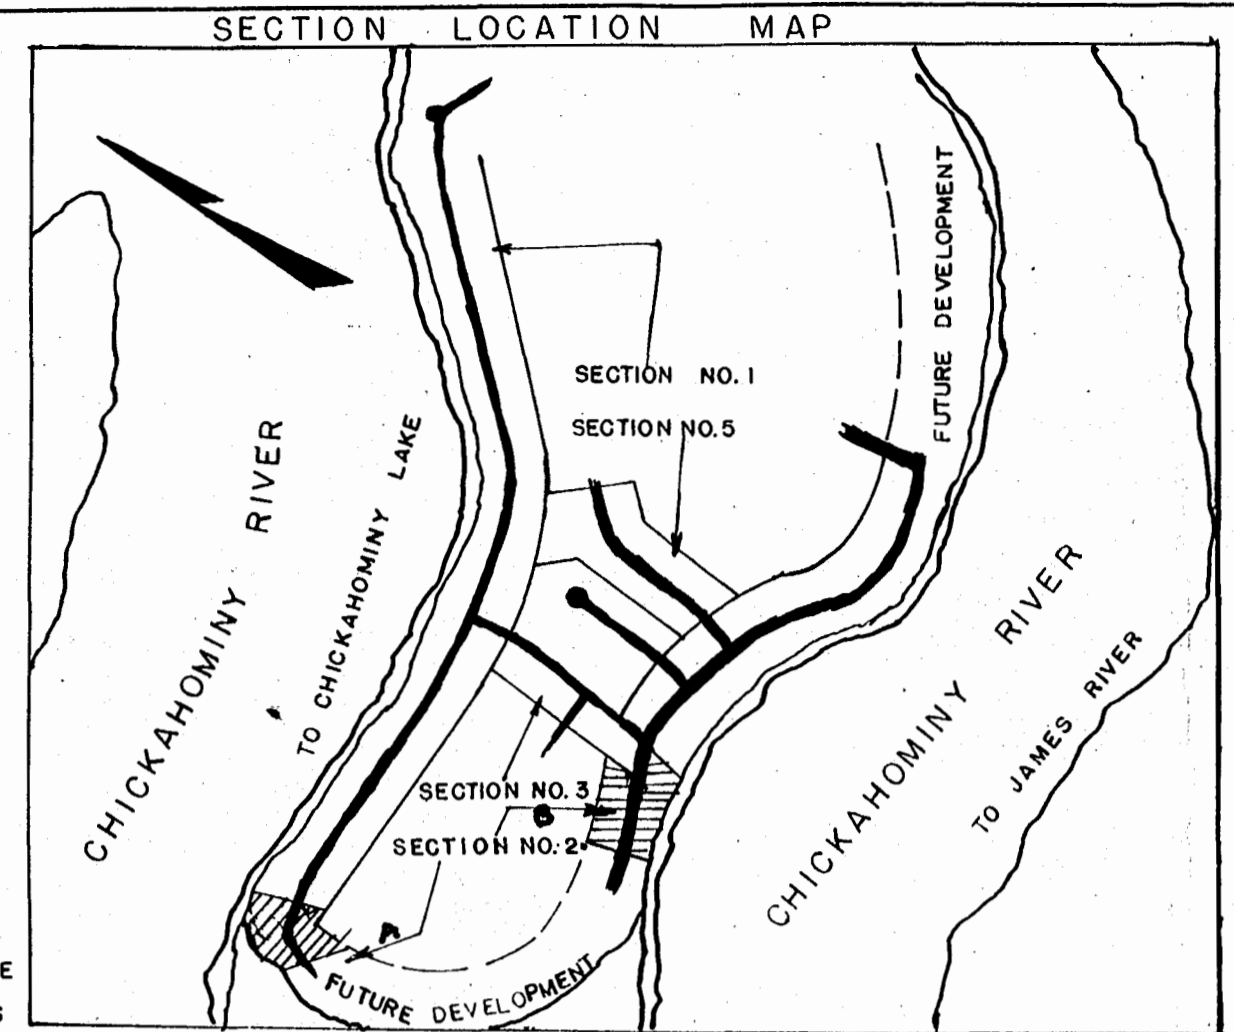 SECTION LOCATION MAP
FUTURE DEVELOPMENT
SECTION NO. 1
SECTION NO. 5
CHICKAHOMINY RIVER
TO CHICKAHOMINY LAKE
CHICKAHOMINY RIVER
TO JAMES RIVER
SECTION NO. 3
B
SECTION NO. 2
A
FUTURE DEVELOPMENT
E
S